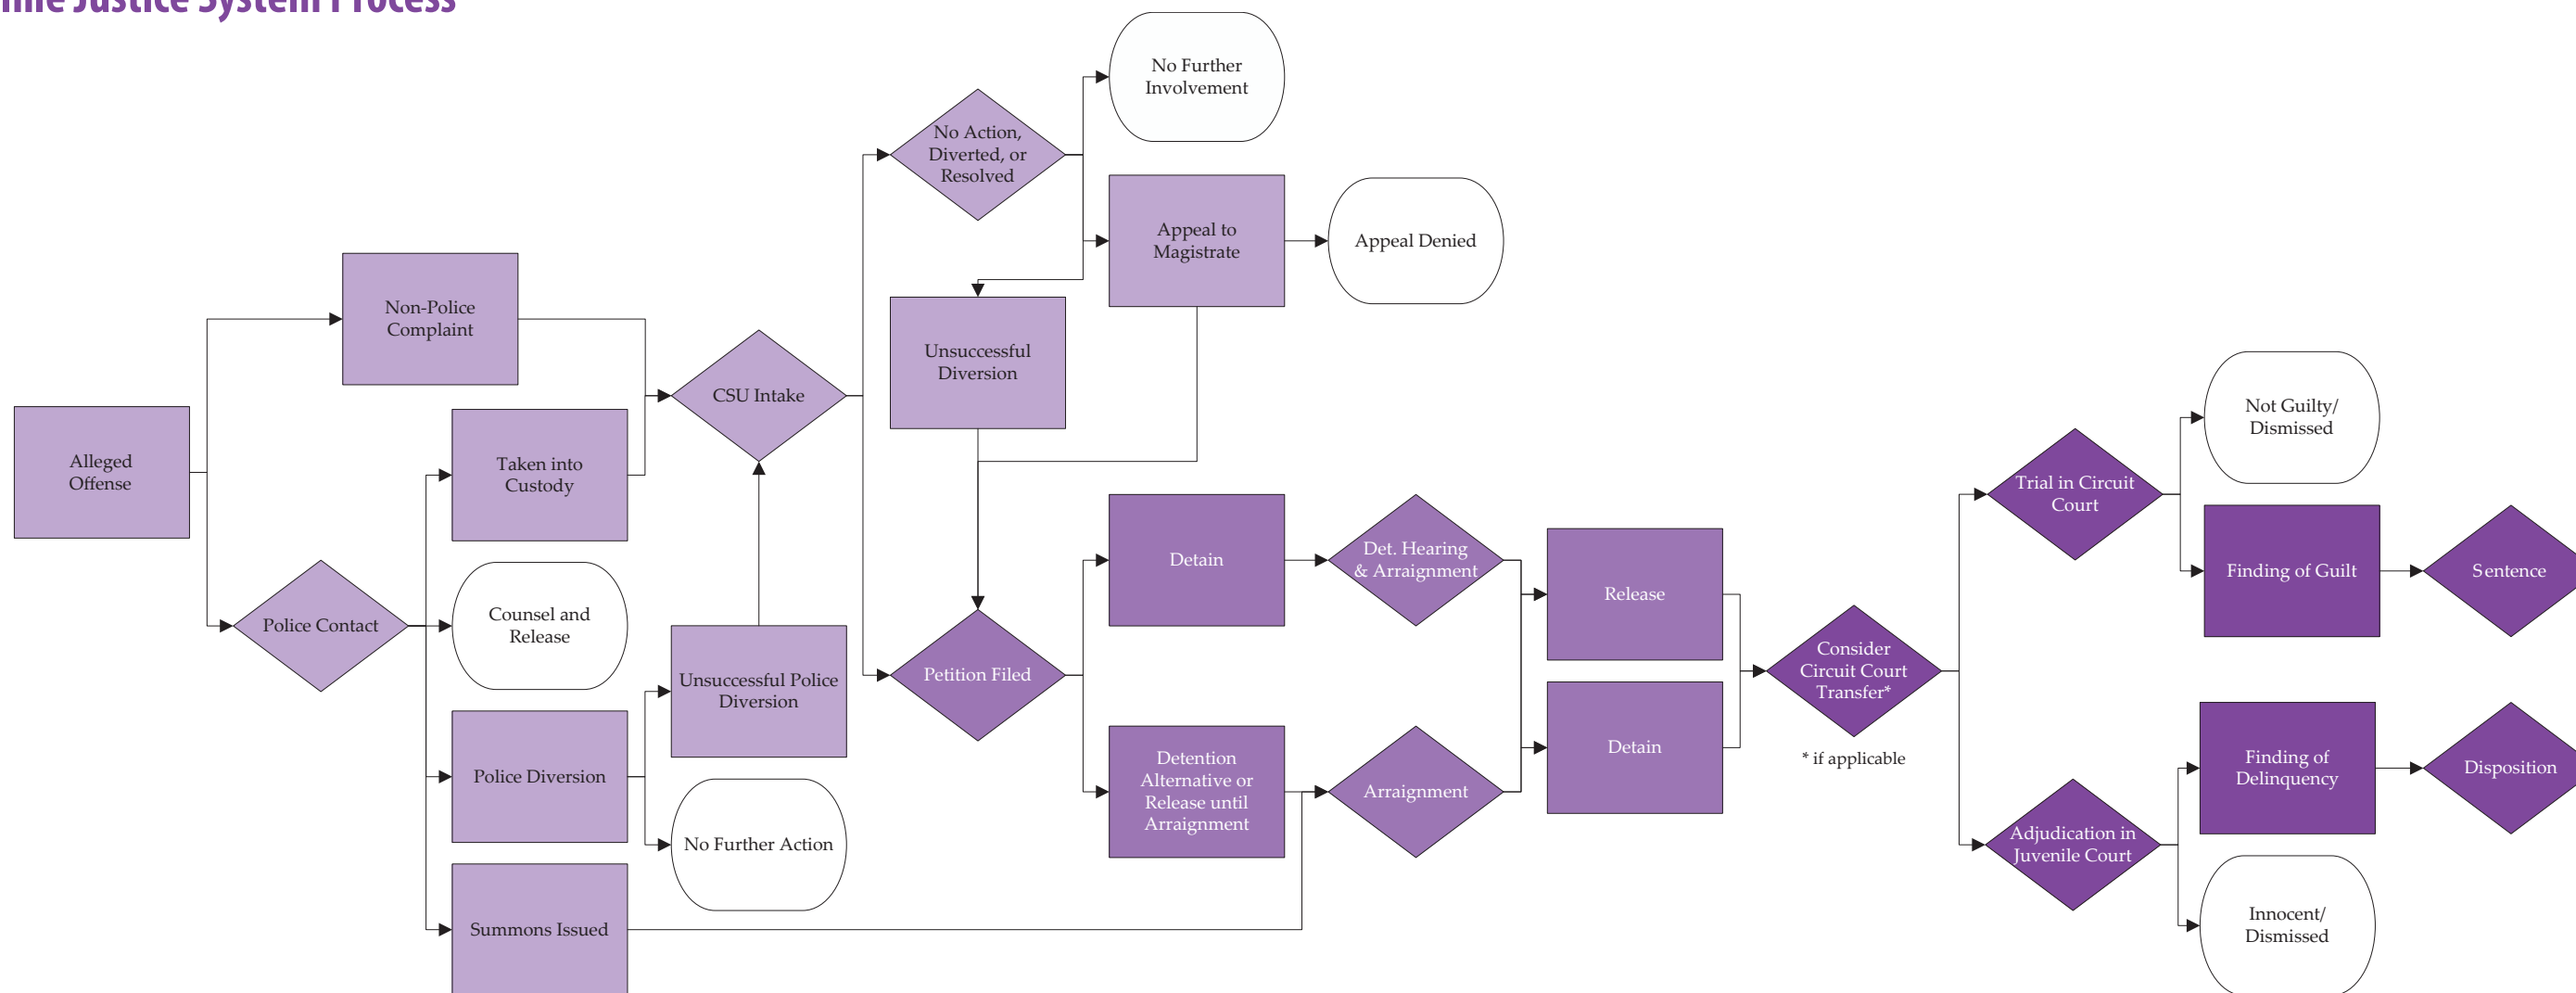 Justice System Process
No Further
Involvement
No Action,
Diverted, or
Resolved
Appeal to
Magistrate
Appeal Denied
Non-Police
Complaint
Unsuccessful
Diversion
CSU Intake
Alleged
Offense
Taken into
Custody
Police Contact
Counsel and
Release
Unsuccessful Police
Diversion
Police Diversion
No Further Action
Summons Issued
Petition Filed
Detain
Det. Hearing
& Arraignment
Detention
Alternative or
Release until
Arraignment
Arraignment
Release
Detain
Consider
Circuit Court
Transfer*
* if applicable
Trial in Circuit
Court
Not Guilty/
Dismissed
Finding of Guilt
Sentence
Adjudication in
Juvenile Court
Finding of
Delinquency
Disposition
Innocent/
Dismissed